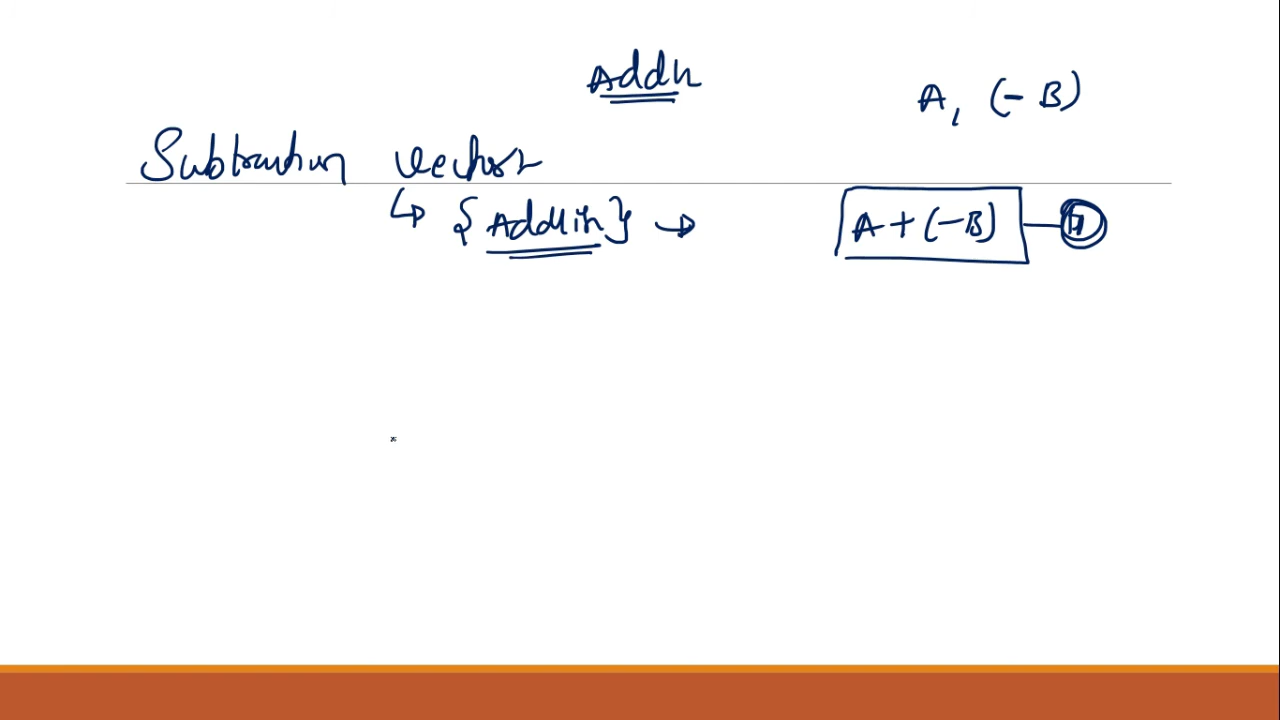 Addn
A, (- B)
Subtraction vector
↳ {Addition} → A + (-B)